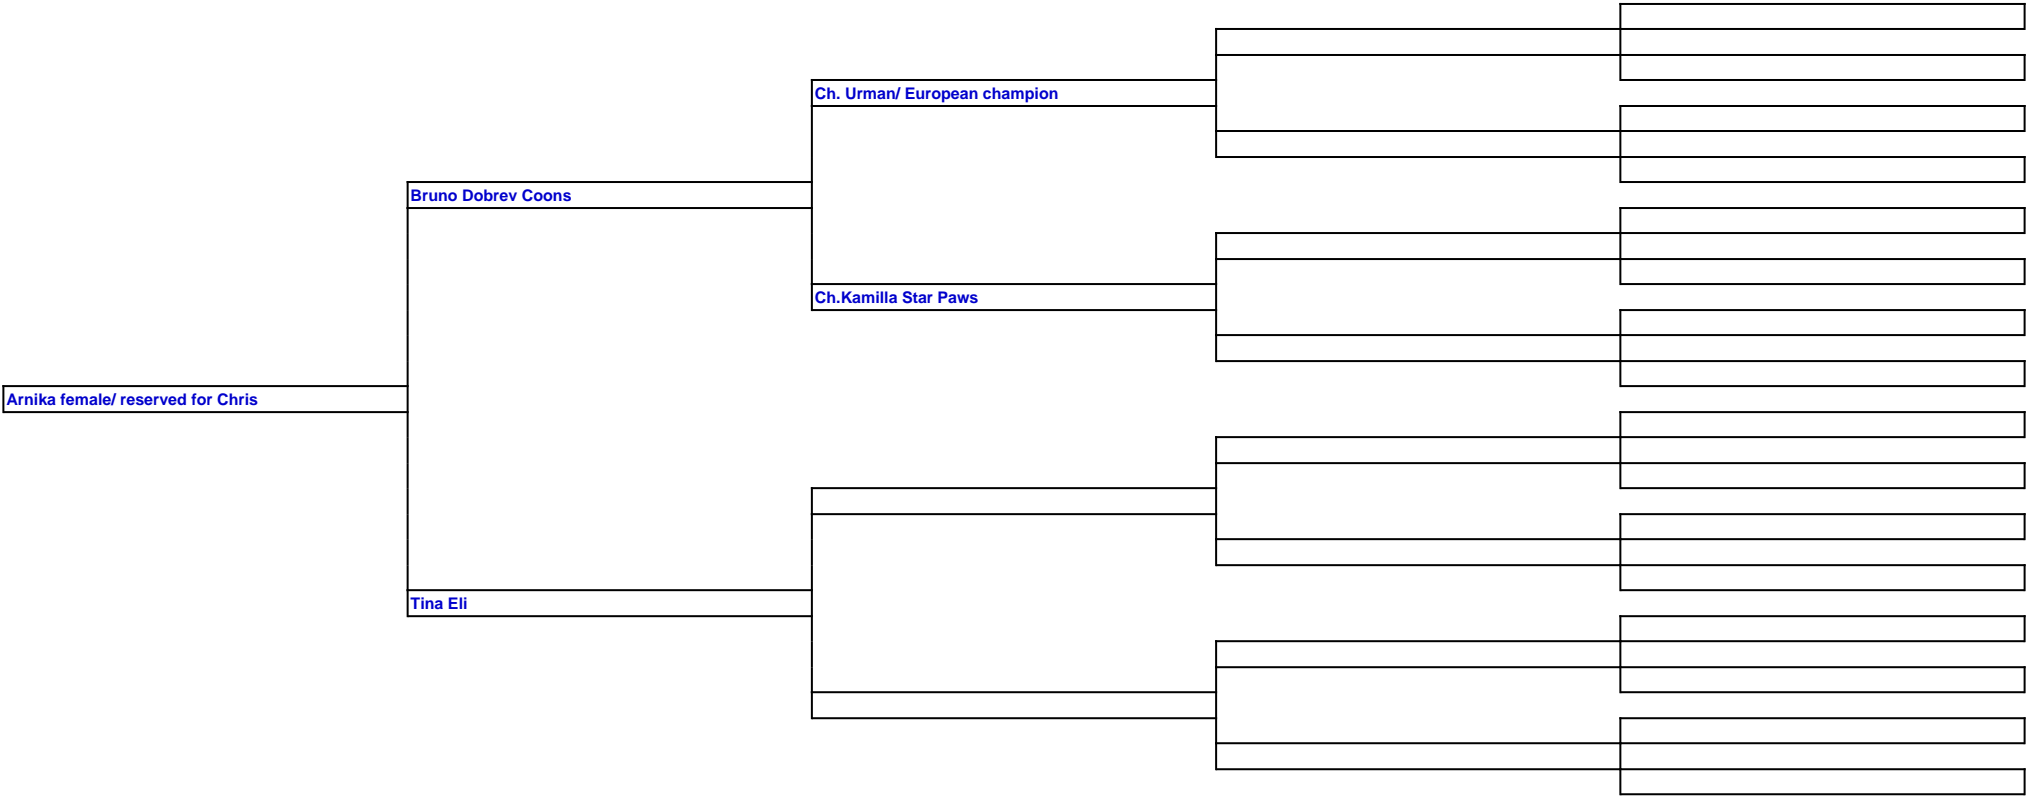 Ch. Urman/ European champion
Bruno Dobrev Coons
Ch.Kamilla Star Paws
Arnika female/ reserved for Chris
Tina Eli